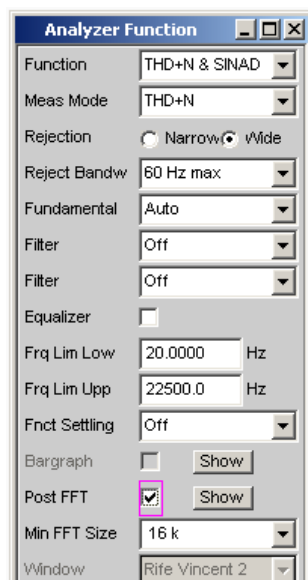 Analyzer Function
Function THD+N & SINAD
Meas Mode THD+N
Rejection Narrow Wide
Reject Bandw 60 Hz max
Fundamental Auto
Filter Off
Filter Off
Equalizer
Frq Lim Low 20.0000 Hz
Frq Lim Upp 22500.0 Hz
Fnct Settling Off
Bargraph Show
Post FFT Show
Min FFT Size 16 k
Window Rife Vincent 2